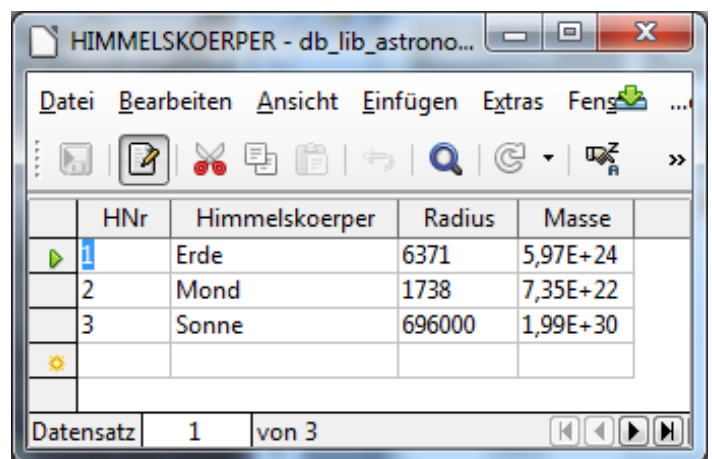 HIMMELSKOERPER - db_lib_astrono...
Datei Bearbeiten Ansicht Einfügen Extras ...
HNr Himmelskoerper Radius Masse
1 Erde 6371 5,97E+24
2 Mond 1738 7,35E+22
3 Sonne 696000 1,99E+30
Datensatz 1 von 3